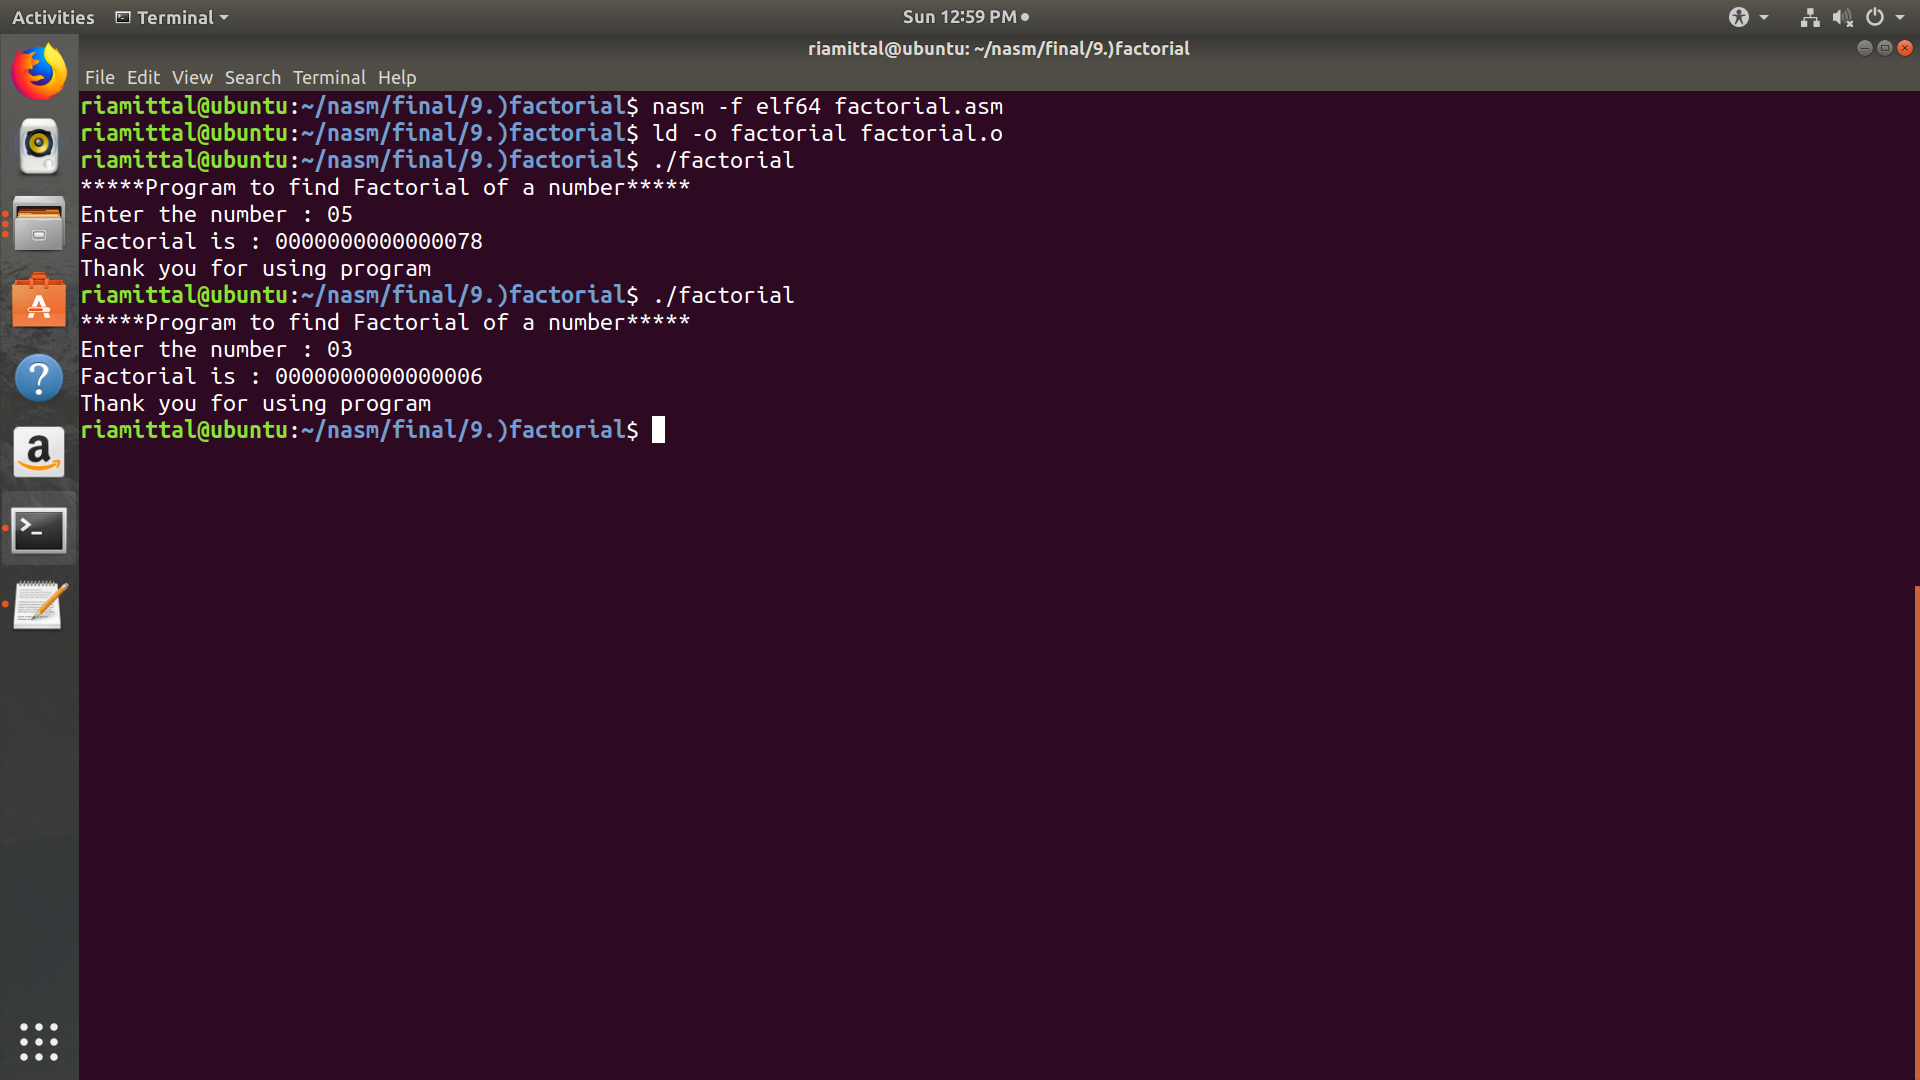 Activities Terminal Sun 12:59 PM
riamittal@ubuntu: ~/nasm/final/9.)factorial
File Edit View Search Terminal Help
riamittal@ubuntu:~/nasm/final/9.)factorial$ nasm -f elf64 factorial.asm
riamittal@ubuntu:~/nasm/final/9.)factorial$ ld -o factorial factorial.o
riamittal@ubuntu:~/nasm/final/9.)factorial$ ./factorial
*****Program to find Factorial of a number*****
Enter the number : 05
Factorial is : 0000000000000078
Thank you for using program
riamittal@ubuntu:~/nasm/final/9.)factorial$ ./factorial
*****Program to find Factorial of a number*****
Enter the number : 03
Factorial is : 0000000000000006
Thank you for using program
riamittal@ubuntu:~/nasm/final/9.)factorial$